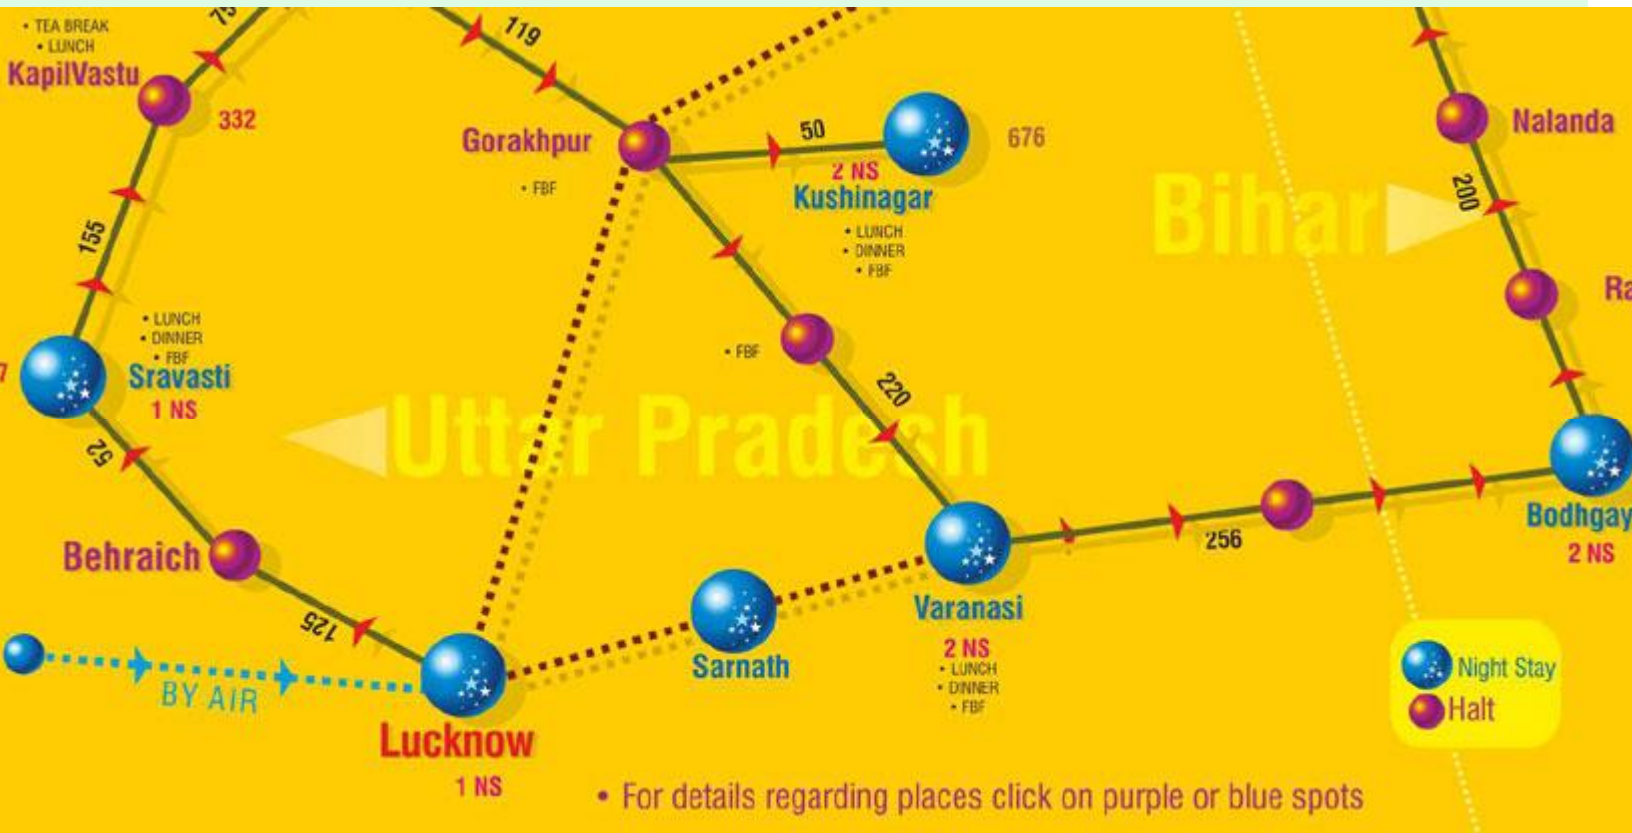 • TEA BREAK
• LUNCH
KapilVastu
332
119
Gorakhpur
• FBF
50
2 NS
Kushinagar
676
• LUNCH
• DINNER
• FBF
Nalanda
Bihar
200
155
• LUNCH
• DINNER
• FBF
Sravasti
1 NS
• FBF
220
Uttar Pradesh
52
Behraich
125
256
Bodhgay
2 NS
Varanasi
2 NS
• LUNCH
• DINNER
• FBF
Sarnath
BY AIR
Lucknow
1 NS
Night Stay
Halt
• For details regarding places click on purple or blue spots